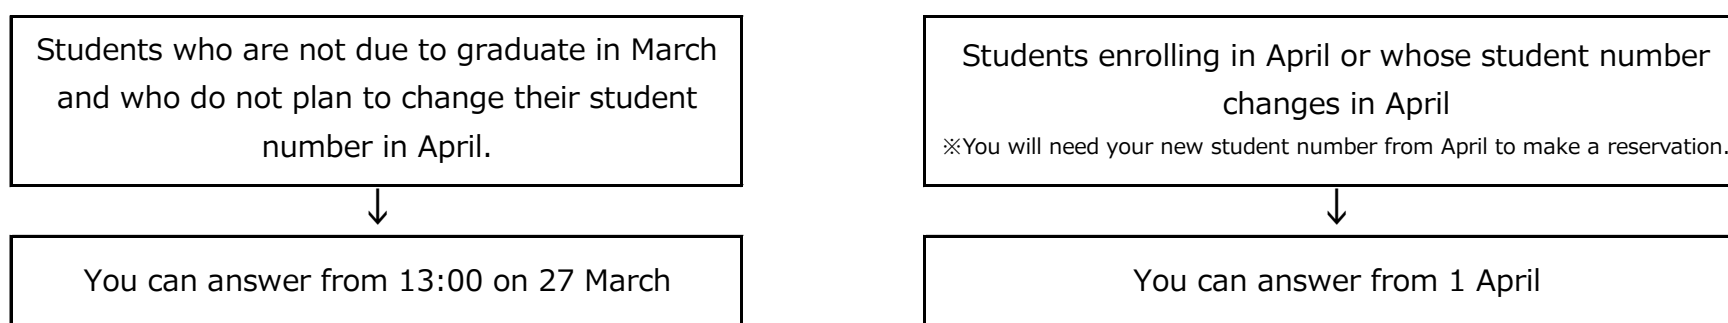 Students who are not due to graduate in March
and who do not plan to change their student
number in April.
↓
You can answer from 13:00 on 27 March
Students enrolling in April or whose student number
changes in April
※You will need your new student number from April to make a reservation.
↓
You can answer from 1 April